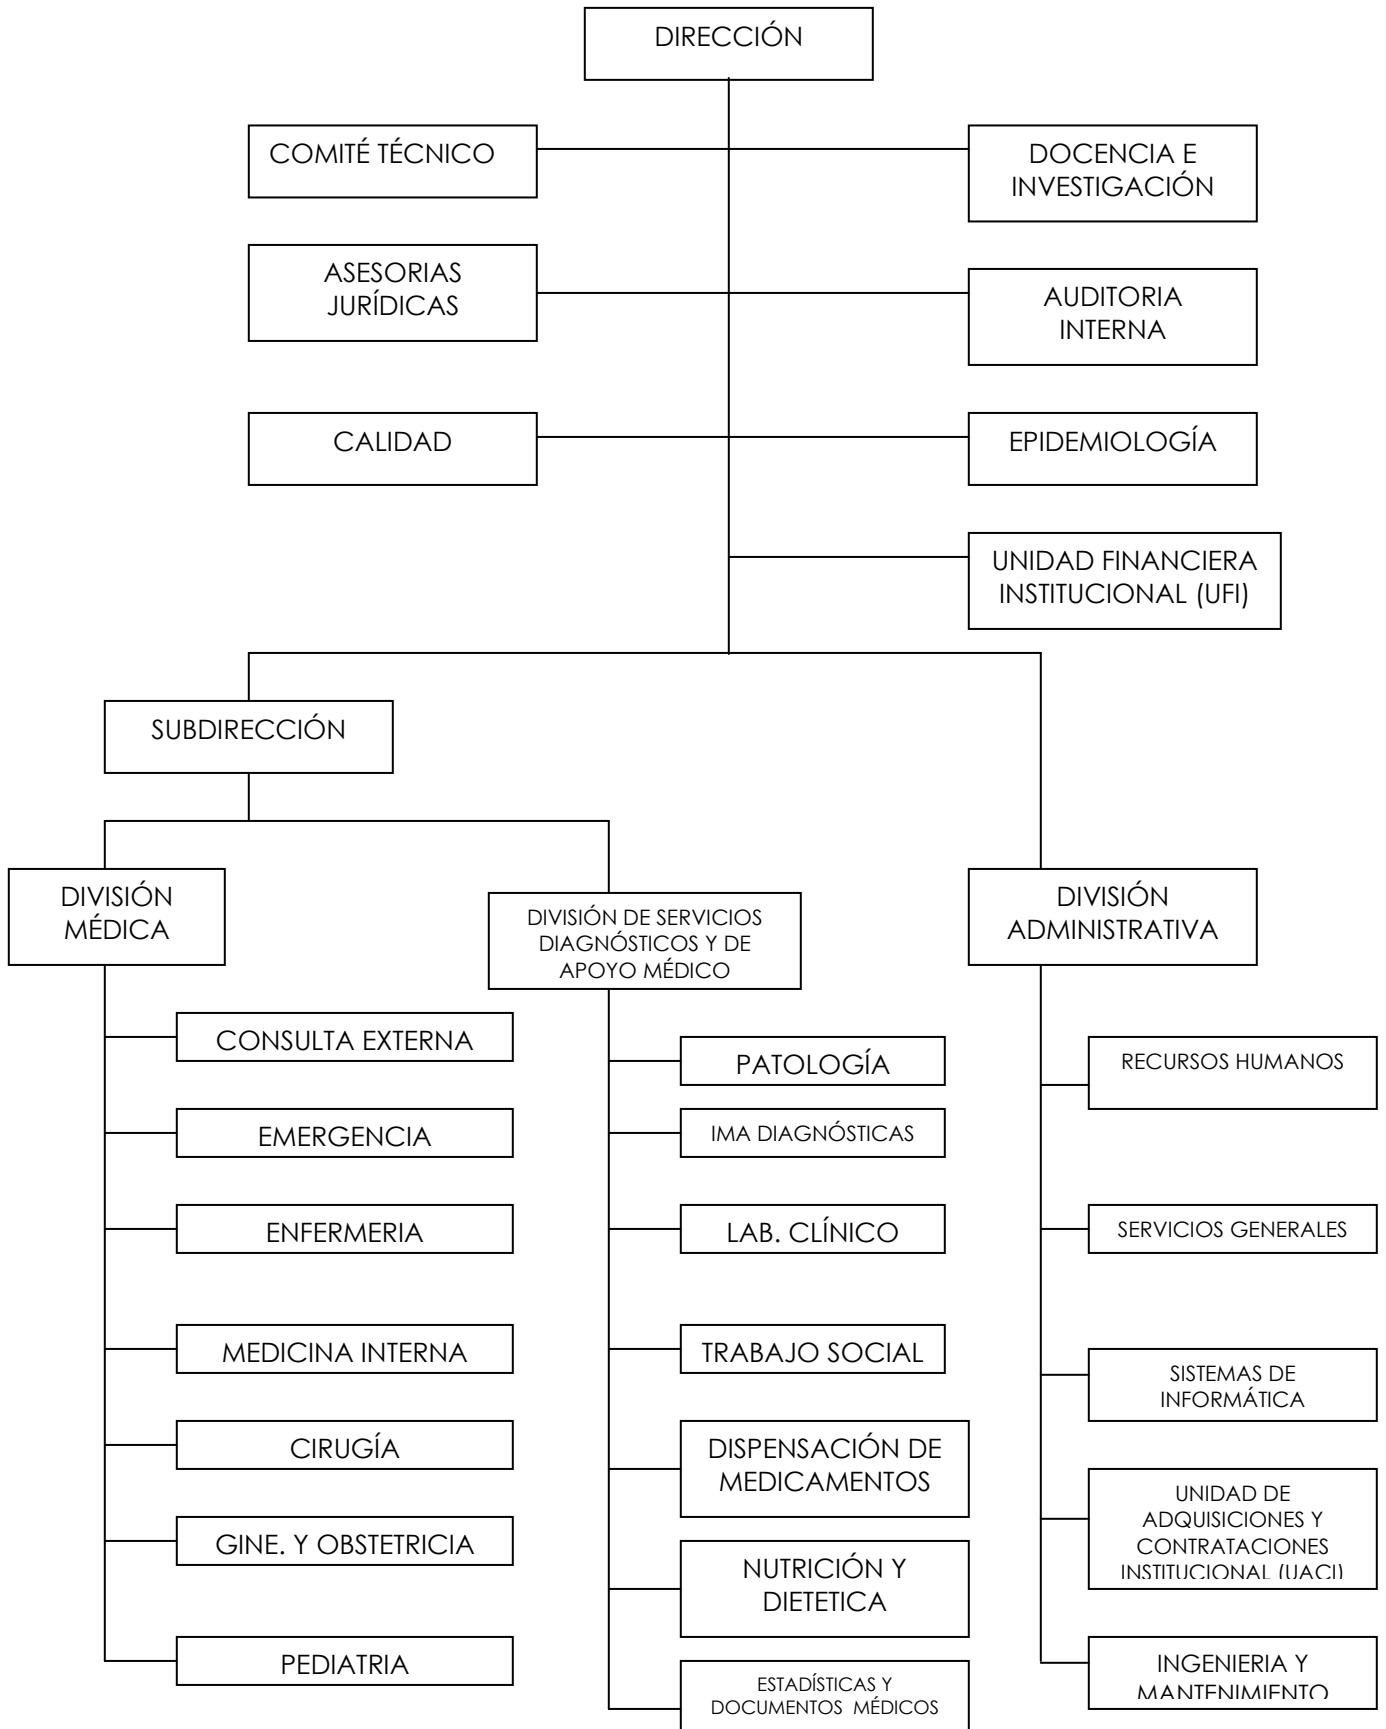 DIRECCIÓN
COMITÉ TÉCNICO
DOCENCIA E
INVESTIGACIÓN
ASESORIAS
JURÍDICAS
AUDITORIA
INTERNA
CALIDAD
EPIDEMIOLOGÍA
UNIDAD FINANCIERA
INSTITUCIONAL (UFI)
SUBDIRECCIÓN
DIVISIÓN
MÉDICA
DIVISIÓN DE SERVICIOS
DIAGNÓSTICOS Y DE
APOYO MÉDICO
DIVISIÓN
ADMINISTRATIVA
CONSULTA EXTERNA
EMERGENCIA
ENFERMERIA
MEDICINA INTERNA
CIRUGÍA
GINE. Y OBSTETRICIA
PEDIATRIA
PATOLOGÍA
IMA DIAGNÓSTICAS
LAB. CLÍNICO
TRABAJO SOCIAL
DISPENSACIÓN DE
MEDICAMENTOS
NUTRICIÓN Y
DIETETICA
ESTADÍSTICAS Y
DOCUMENTOS MÉDICOS
RECURSOS HUMANOS
SERVICIOS GENERALES
SISTEMAS DE
INFORMÁTICA
UNIDAD DE
ADQUISICIONES Y
CONTRATACIONES
INSTITUCIONAL (UACI)
INGENIERIA Y
MANTENIMIENTO